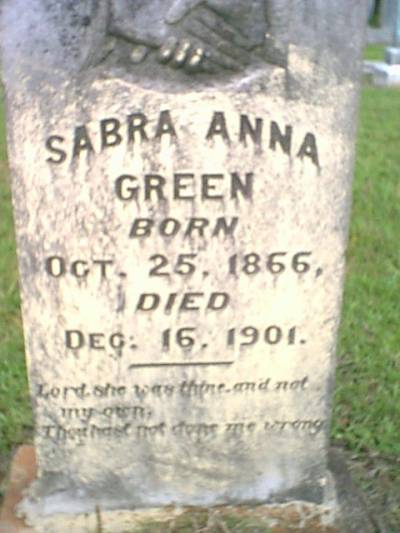 SABRA ANNA
GREEN
BORN
OCT. 25, 1866,
DIED
DEC. 16, 1901.
Lord, she was thine, and not
my own,
Thou hast not done me wrong